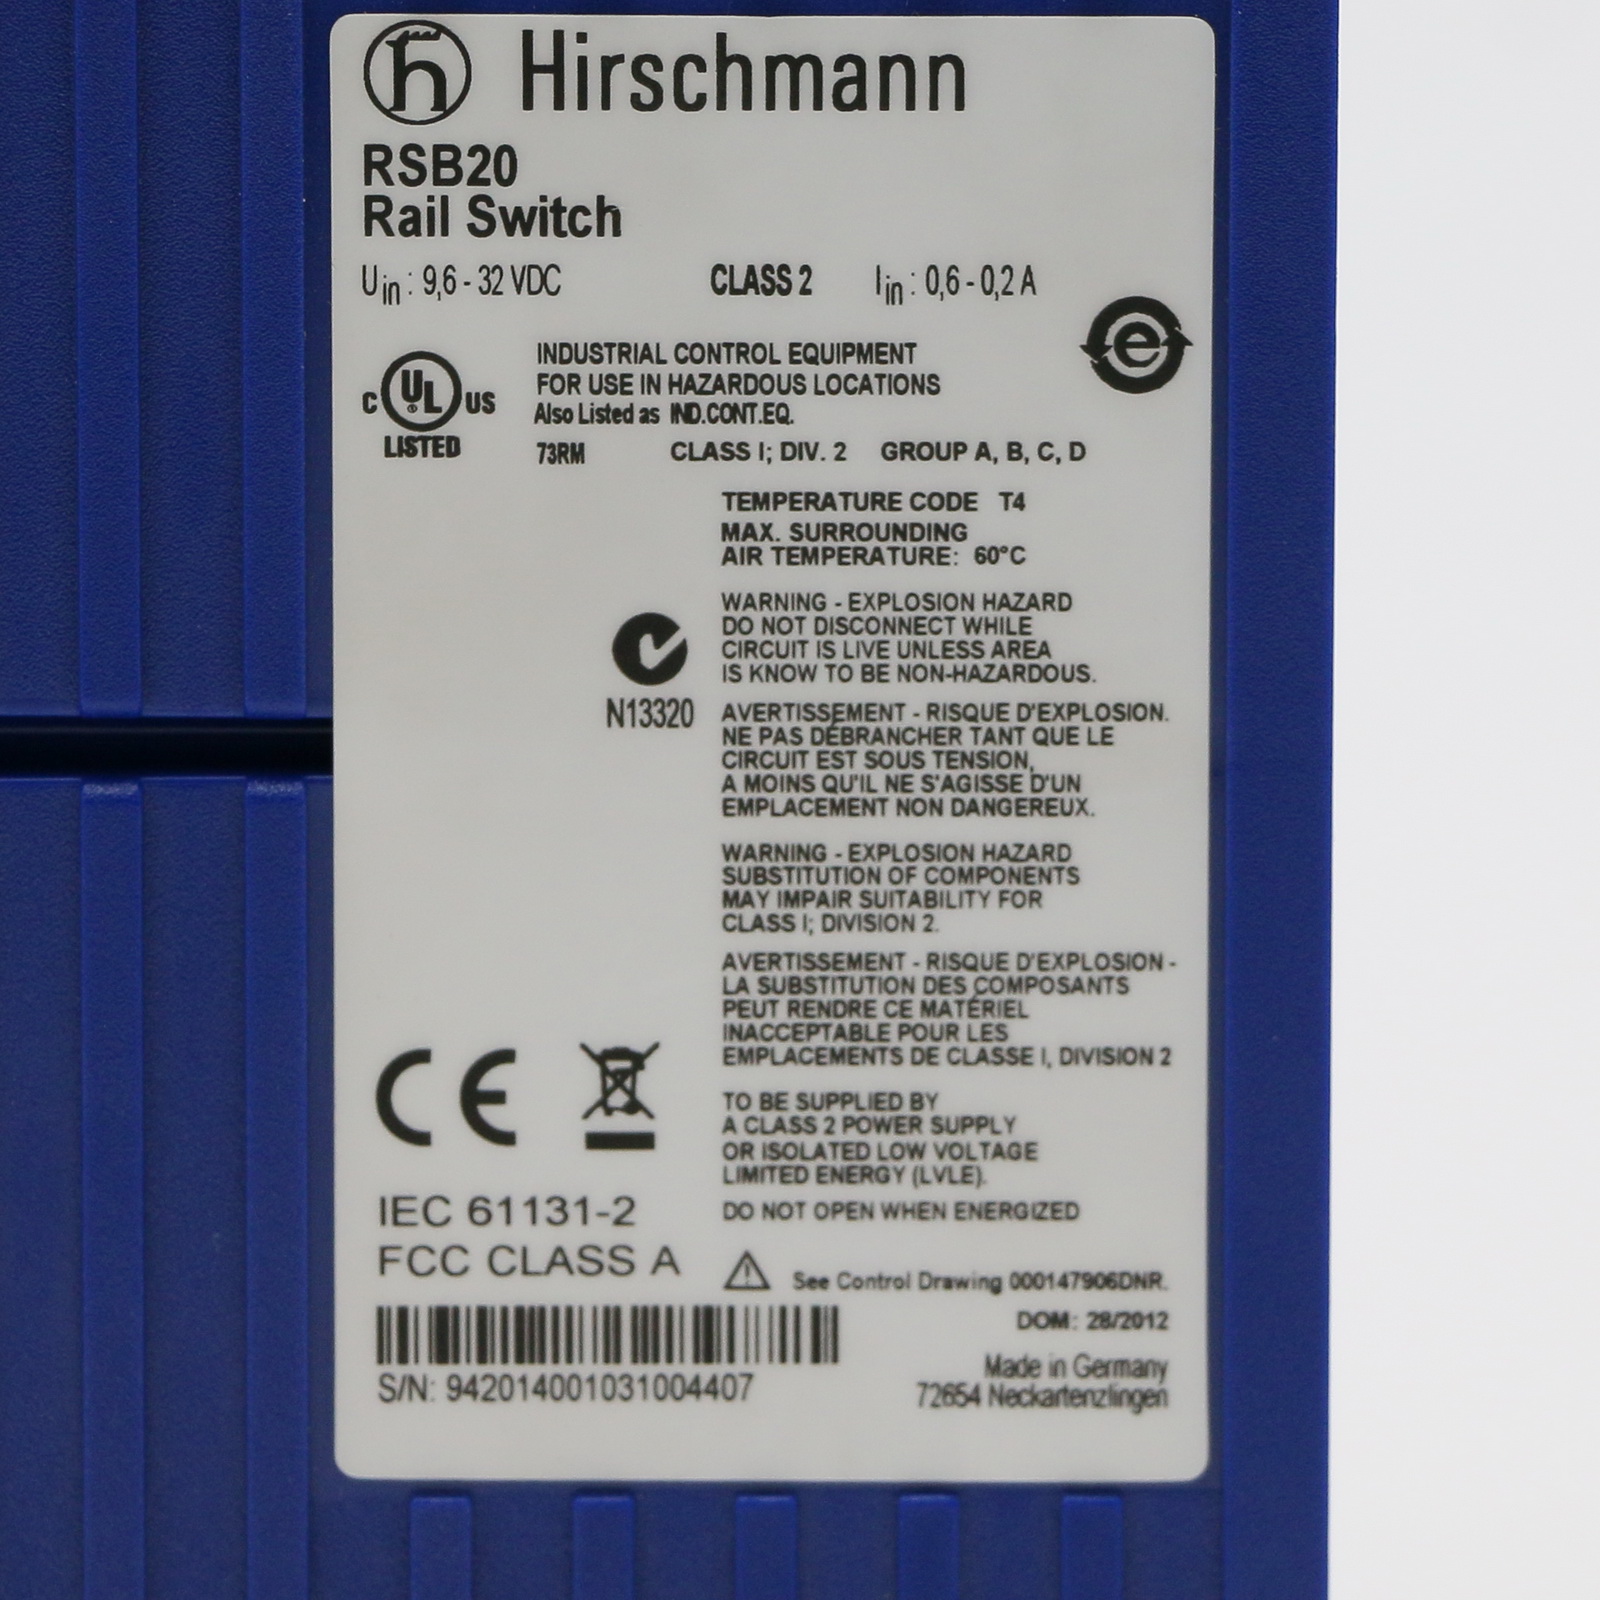 Hirschmann
RSB20
Rail Switch
Uin : 9,6 - 32 VDC CLASS 2 Iin : 0,6 - 0,2 A
e
INDUSTRIAL CONTROL EQUIPMENT
FOR USE IN HAZARDOUS LOCATIONS
Also Listed as IND.CONT.EQ.
C UL ® US
LISTED
73RM CLASS I; DIV. 2 GROUP A, B, C, D
TEMPERATURE CODE T4
MAX. SURROUNDING
AIR TEMPERATURE: 60°C
WARNING - EXPLOSION HAZARD
DO NOT DISCONNECT WHILE
CIRCUIT IS LIVE UNLESS AREA
IS KNOW TO BE NON-HAZARDOUS.
N13320
AVERTISSEMENT - RISQUE D'EXPLOSION.
NE PAS DÉBRANCHER TANT QUE LE
CIRCUIT EST SOUS TENSION,
A MOINS QU'IL NE S'AGISSE D'UN
EMPLACEMENT NON DANGEREUX.
WARNING - EXPLOSION HAZARD
SUBSTITUTION OF COMPONENTS
MAY IMPAIR SUITABILITY FOR
CLASS I; DIVISION 2.
AVERTISSEMENT - RISQUE D'EXPLOSION -
LA SUBSTITUTION DES COMPOSANTS
PEUT RENDRE CE MATÉRIEL
INACCEPTABLE POUR LES
EMPLACEMENTS DE CLASSE I, DIVISION 2
CE
TO BE SUPPLIED BY
A CLASS 2 POWER SUPPLY
OR ISOLATED LOW VOLTAGE
LIMITED ENERGY (LVLE).
DO NOT OPEN WHEN ENERGIZED
IEC 61131-2
FCC CLASS A
See Control Drawing 000147906DNR.
DOM: 28/2012
Made in Germany
72654 Neckartenzlingen
S/N: 942014001031004407